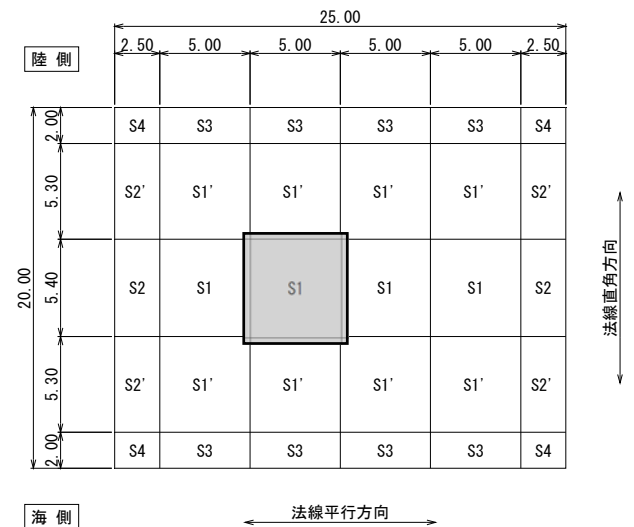 25.00
2.50 5.00 5.00 5.00 5.00 2.50
陸 側
2.00 S4 S3 S3 S3 S3 S4
5.30 S2' S1' S1' S1' S1' S2'
20.00 5.40 S2 S1 S1 S1 S1 S2 法線直角方向
5.30 S2' S1' S1' S1' S1' S2'
2.00 S4 S3 S3 S3 S3 S4
海 側 法線平行方向